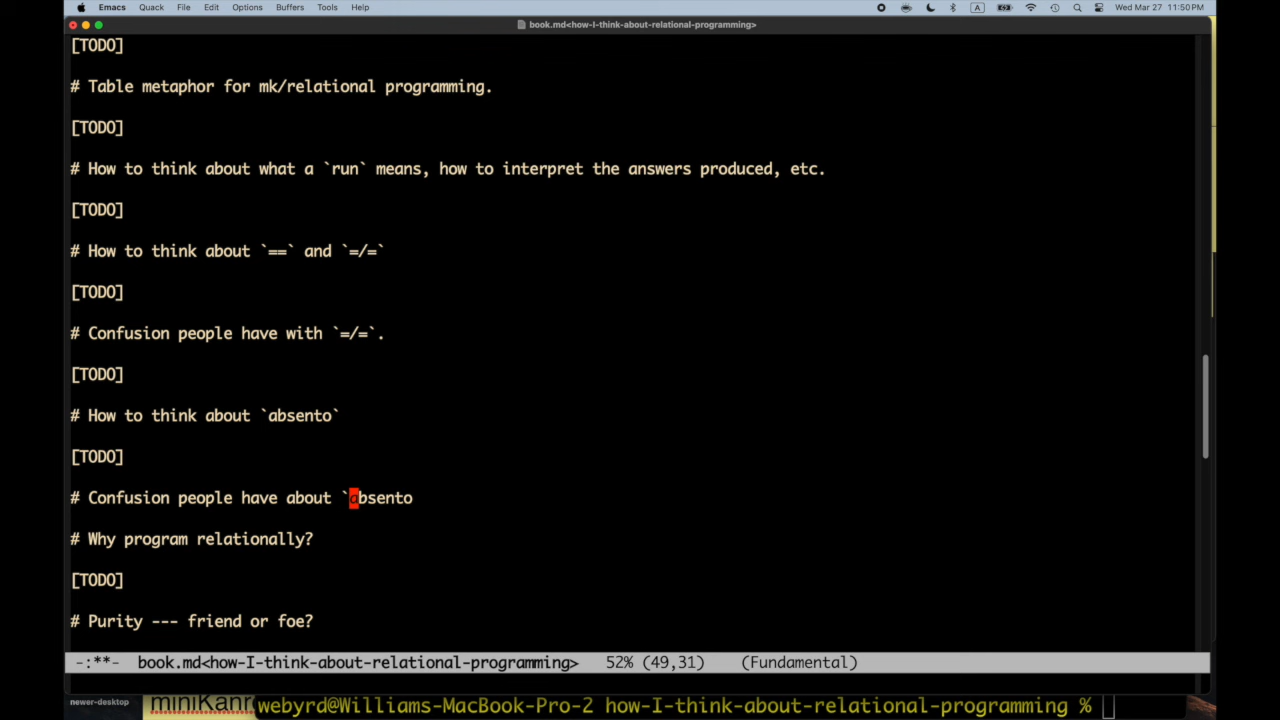 Emacs Quack File Edit Options Buffers Tools Help A Wed Mar 27 11:50 PM
book.md<how-I-think-about-relational-programming>
[TODO]
# Table metaphor for mk/relational programming.
[TODO]
# How to think about what a `run` means, how to interpret the answers produced, etc.
[TODO]
# How to think about `==` and `=/=`
[TODO]
# Confusion people have with `=/=`.
[TODO]
# How to think about `absento`
[TODO]
# Confusion people have about `absento
# Why program relationally?
[TODO]
# Purity --- friend or foe?
-:**- book.md<how-I-think-about-relational-programming> 52% (49,31) (Fundamental)
newer-desktop miniKanr webyrd@Williams-MacBook-Pro-2 how-I-think-about-relational-programming %